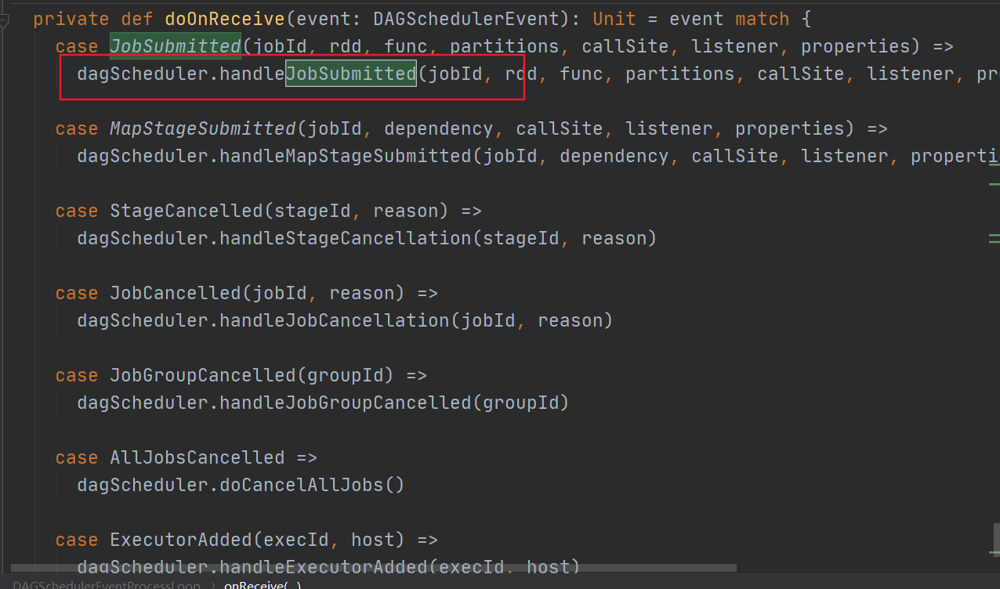 private def doOnReceive(event: DAGSchedulerEvent): Unit = event match {
case JobSubmitted(jobId, rdd, func, partitions, callSite, listener, properties) =>
dagScheduler.handleJobSubmitted(jobId, rdd, func, partitions, callSite, listener, pr
case MapStageSubmitted(jobId, dependency, callSite, listener, properties) =>
dagScheduler.handleMapStageSubmitted(jobId, dependency, callSite, listener, properti
case StageCancelled(stageId, reason) =>
dagScheduler.handleStageCancellation(stageId, reason)
case JobCancelled(jobId, reason) =>
dagScheduler.handleJobCancellation(jobId, reason)
case JobGroupCancelled(groupId) =>
dagScheduler.handleJobGroupCancelled(groupId)
case AllJobsCancelled =>
dagScheduler.doCancelAllJobs()
case ExecutorAdded(execId, host) =>
dagScheduler.handleExecutorAdded(execId, host)
DAGSchedulerEventProcessLoop > onReceive(..)